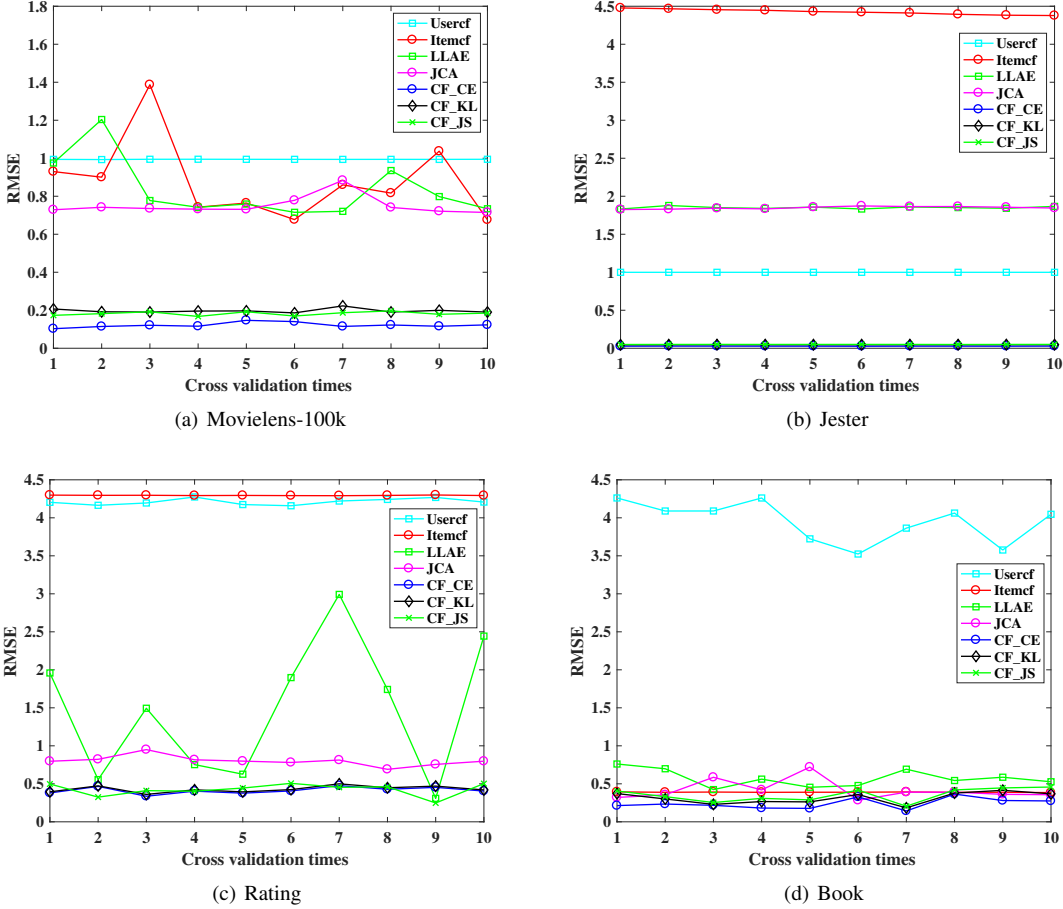 1.8
1.6
1.4
1.2
1
0.8
0.6
0.4
0.2
0
RMSE
Usercf
Itemcf
LLAE
JCA
CF_CE
CF_KL
CF_JS
1 2 3 4 5 6 7 8 9 10
Cross validation times
(a) Movielens-100k
4.5
4
3.5
3
2.5
2
1.5
1
0.5
0
RMSE
Usercf
Itemcf
LLAE
JCA
CF_CE
CF_KL
CF_JS
1 2 3 4 5 6 7 8 9 10
Cross validation times
(b) Jester
4.5
4
3.5
3
2.5
2
1.5
1
0.5
0
RMSE
Usercf
Itemcf
LLAE
JCA
CF_CE
CF_KL
CF_JS
1 2 3 4 5 6 7 8 9 10
Cross validation times
(c) Rating
4.5
4
3.5
3
2.5
2
1.5
1
0.5
0
RMSE
Usercf
Itemcf
LLAE
JCA
CF_CE
CF_KL
CF_JS
1 2 3 4 5 6 7 8 9 10
Cross validation times
(d) Book